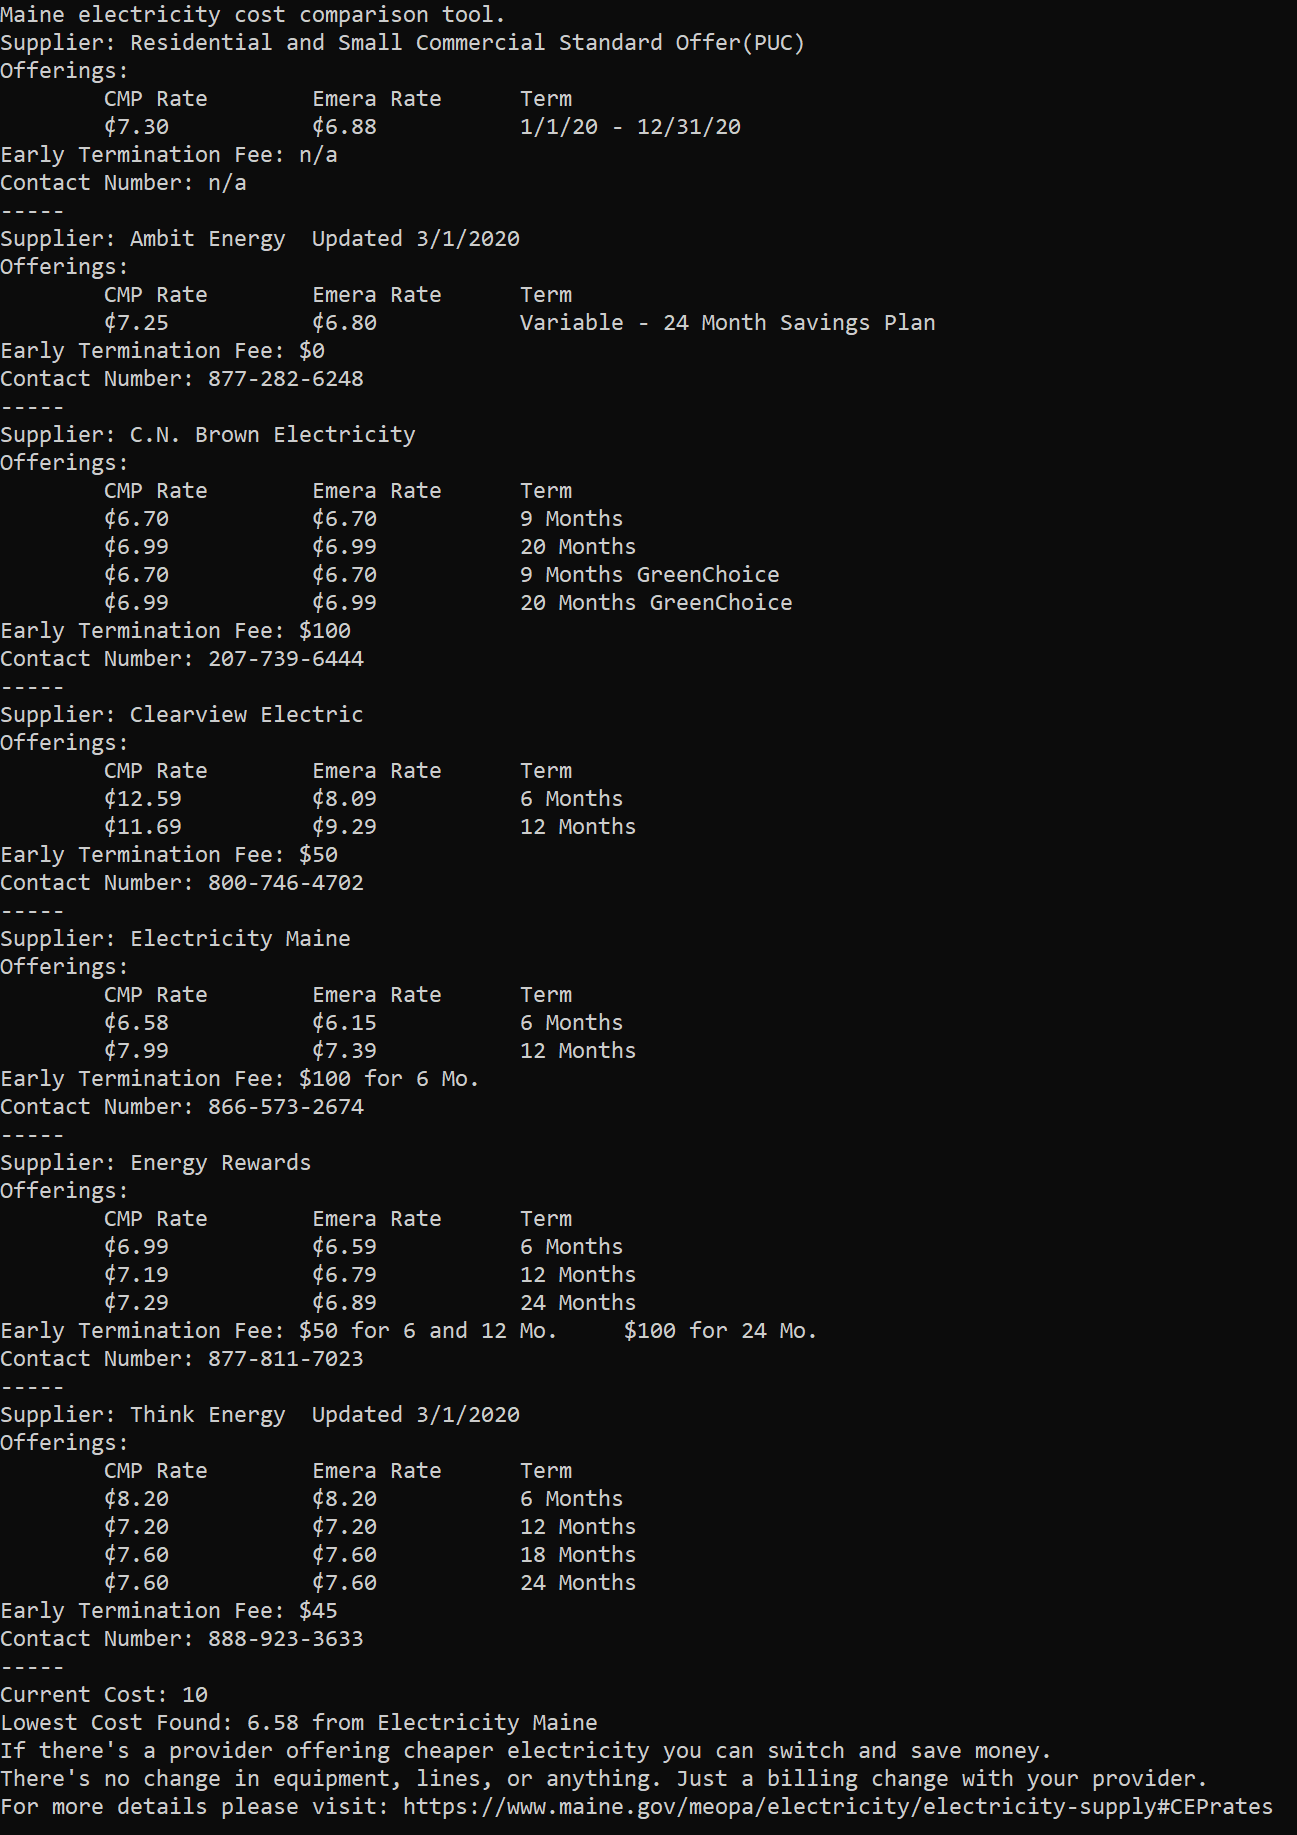 Maine electricity cost comparison tool.
Supplier: Residential and Small Commercial Standard Offer(PUC)
Offerings:
        CMP Rate        Emera Rate      Term
        ¢7.30           ¢6.88           1/1/20 - 12/31/20
Early Termination Fee: n/a
Contact Number: n/a
-----
Supplier: Ambit Energy  Updated 3/1/2020
Offerings:
        CMP Rate        Emera Rate      Term
        ¢7.25           ¢6.80           Variable - 24 Month Savings Plan
Early Termination Fee: $0
Contact Number: 877-282-6248
-----
Supplier: C.N. Brown Electricity
Offerings:
        CMP Rate        Emera Rate      Term
        ¢6.70           ¢6.70           9 Months
        ¢6.99           ¢6.99           20 Months
        ¢6.70           ¢6.70           9 Months GreenChoice
        ¢6.99           ¢6.99           20 Months GreenChoice
Early Termination Fee: $100
Contact Number: 207-739-6444
-----
Supplier: Clearview Electric
Offerings:
        CMP Rate        Emera Rate      Term
        ¢12.59          ¢8.09           6 Months
        ¢11.69          ¢9.29           12 Months
Early Termination Fee: $50
Contact Number: 800-746-4702
-----
Supplier: Electricity Maine
Offerings:
        CMP Rate        Emera Rate      Term
        ¢6.58           ¢6.15           6 Months
        ¢7.99           ¢7.39           12 Months
Early Termination Fee: $100 for 6 Mo.
Contact Number: 866-573-2674
-----
Supplier: Energy Rewards
Offerings:
        CMP Rate        Emera Rate      Term
        ¢6.99           ¢6.59           6 Months
        ¢7.19           ¢6.79           12 Months
        ¢7.29           ¢6.89           24 Months
Early Termination Fee: $50 for 6 and 12 Mo.     $100 for 24 Mo.
Contact Number: 877-811-7023
-----
Supplier: Think Energy  Updated 3/1/2020
Offerings:
        CMP Rate        Emera Rate      Term
        ¢8.20           ¢8.20           6 Months
        ¢7.20           ¢7.20           12 Months
        ¢7.60           ¢7.60           18 Months
        ¢7.60           ¢7.60           24 Months
Early Termination Fee: $45
Contact Number: 888-923-3633
-----
Current Cost: 10
Lowest Cost Found: 6.58 from Electricity Maine
If there's a provider offering cheaper electricity you can switch and save money.
There's no change in equipment, lines, or anything. Just a billing change with your provider.
For more details please visit: https://www.maine.gov/meopa/electricity/electricity-supply#CEPrates